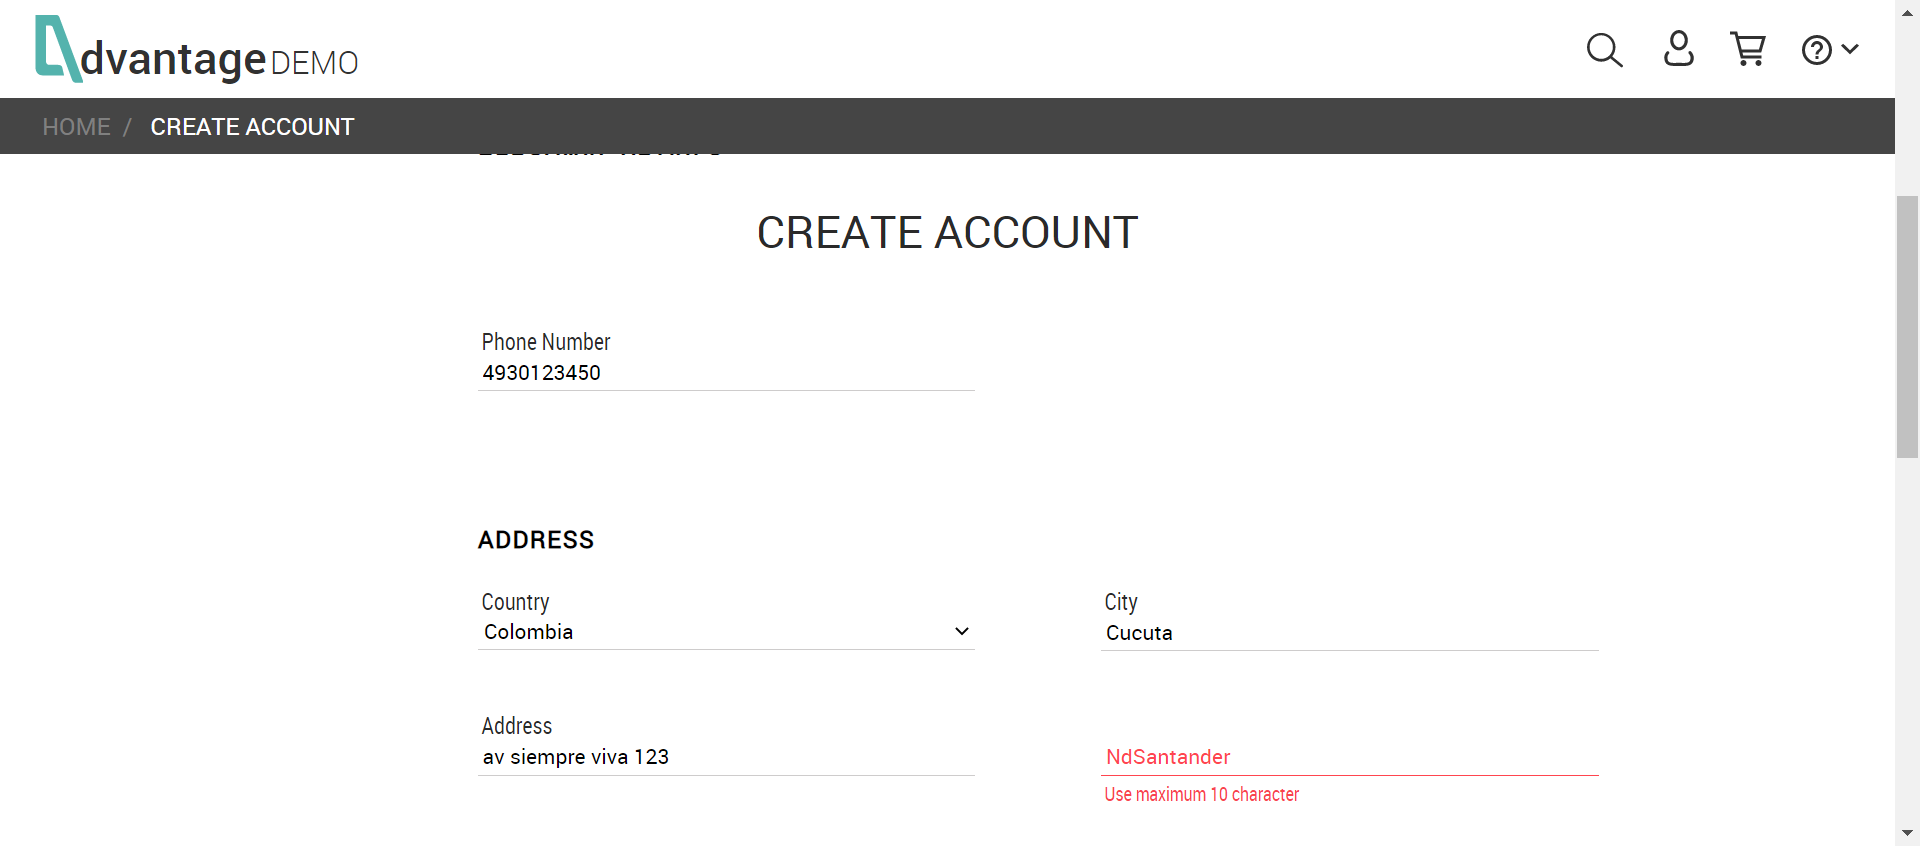 dvantage DEMO
HOME / CREATE ACCOUNT
CREATE ACCOUNT
Phone Number
4930123450
ADDRESS
Country
City
Colombia
Cucuta
Address
av siempre viva 123
NdSantander
Use maximum 10 character